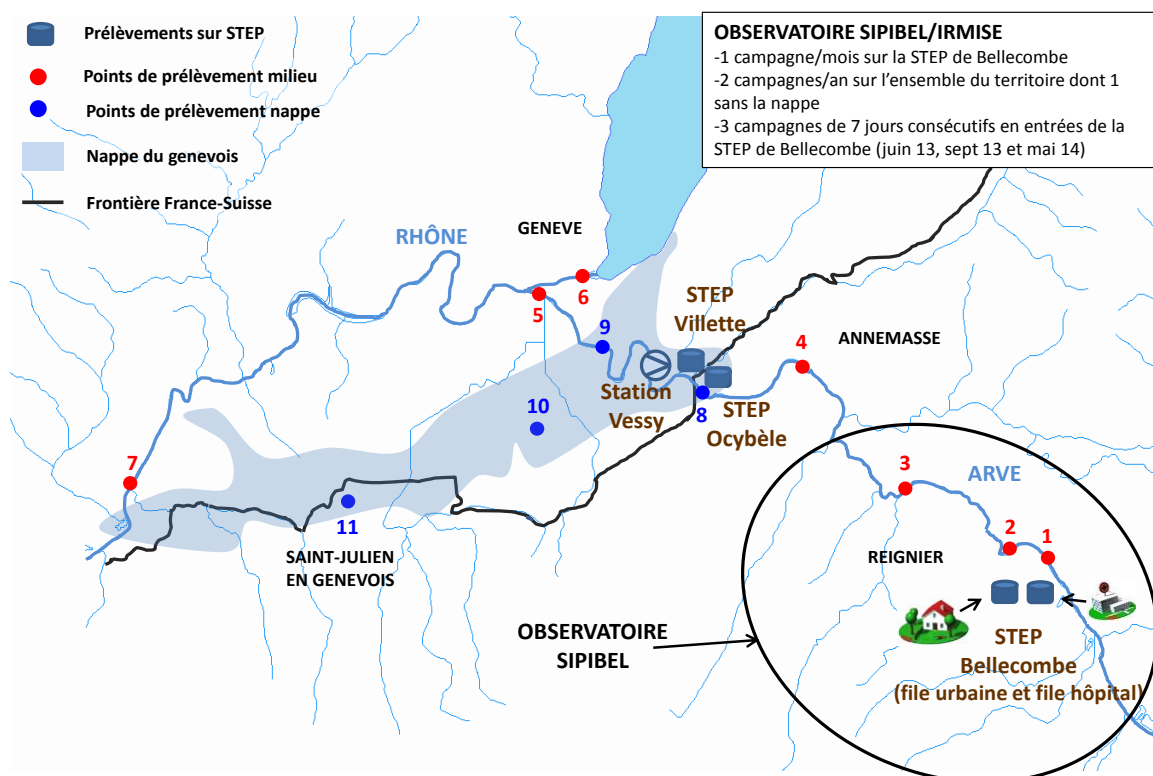 Prélèvements sur STEP
Points de prélèvement milieu
Points de prélèvement nappe
Nappe du genevois
Frontière France-Suisse
OBSERVATOIRE SIPIBEL/IRMISE
-1 campagne/mois sur la STEP de Bellecombe
-2 campagnes/an sur l'ensemble du territoire dont 1
sans la nappe
-3 campagnes de 7 jours consécutifs en entrées de la
STEP de Bellecombe (juin 13, sept 13 et mai 14)
GENEVE
RHÔNE
6
5
9
STEP
Villette
4
ANNEMASSE
Station
Vessy
8
STEP
Ocybèle
10
7
3
ARVE
11
2
1
SAINT-JULIEN
EN GENEVOIS
REIGNIER
OBSERVATOIRE
SIPIBEL
STEP
Bellecombe
(file urbaine et file hôpital)